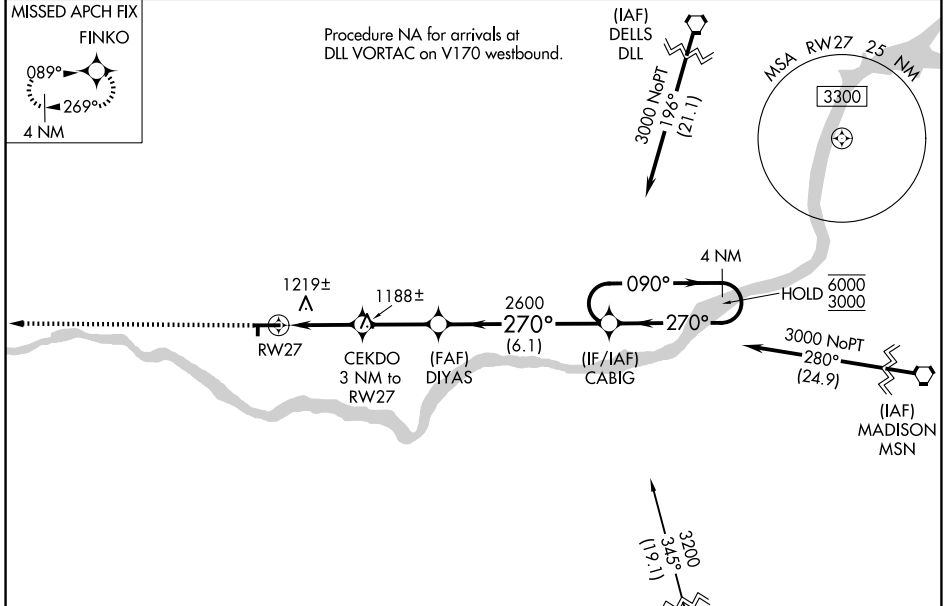 MISSED APCH FIX
FINKO
089°
269°
4 NM
Procedure NA for arrivals at
DLL VORTAC on V170 westbound.
(IAF)
DELLS
DLL
3000 NoPT
196°
(21.1)
MSA RW27 25 NM
3300
1219±
1188±
2600
270°
(6.1)
4 NM
090°
270°
HOLD 6000
3000
RW27
CEKDO
3 NM to
RW27
(FAF)
DIYAS
(IF/IAF)
CABIG
3000 NoPT
280°
(24.9)
(IAF)
MADISON
MSN
3200
345°
(19.1)